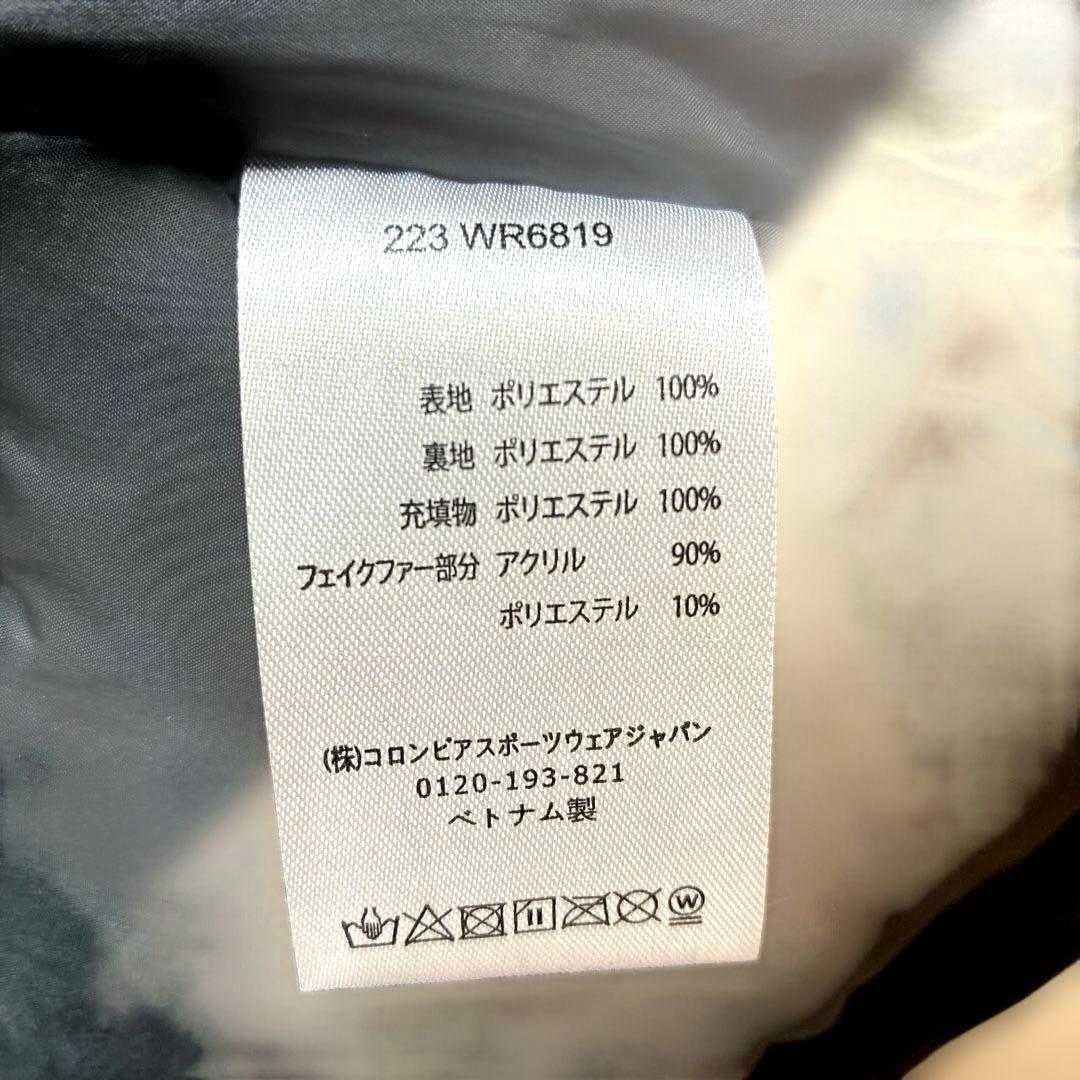 223 WR6819
表地 ポリエステル 100%
裏地 ポリエステル 100%
充填物 ポリエステル 100%
フェイクファー部分 アクリル 90%
ポリエステル 10%
(株)コロンビアスポーツウェアジャパン
0120-193-821
ベトナム製
W